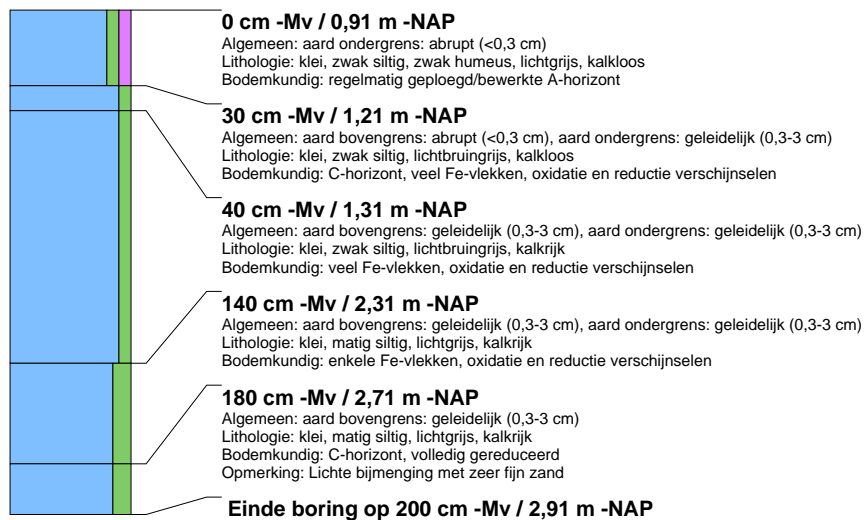 0 cm -Mv / 0,91 m -NAP
Algemeen: aard ondergrens: abrupt (<0,3 cm)
Lithologie: klei, zwak siltig, zwak humeus, lichtgrijs, kalkloos
Bodemkundig: regelmatig geploegd/bewerkte A-horizont
30 cm -Mv / 1,21 m -NAP
Algemeen: aard bovengrens: abrupt (<0,3 cm), aard ondergrens: geleidelijk (0,3-3 cm)
Lithologie: klei, zwak siltig, lichtbruingrijs, kalkloos
Bodemkundig: C-horizont, veel Fe-vlekken, oxidatie en reductie verschijnselen
40 cm -Mv / 1,31 m -NAP
Algemeen: aard bovengrens: geleidelijk (0,3-3 cm), aard ondergrens: geleidelijk (0,3-3 cm)
Lithologie: klei, zwak siltig, lichtbruingrijs, kalkrijk
Bodemkundig: veel Fe-vlekken, oxidatie en reductie verschijnselen
140 cm -Mv / 2,31 m -NAP
Algemeen: aard bovengrens: geleidelijk (0,3-3 cm), aard ondergrens: geleidelijk (0,3-3 cm)
Lithologie: klei, matig siltig, lichtgrijs, kalkrijk
Bodemkundig: enkele Fe-vlekken, oxidatie en reductie verschijnselen
180 cm -Mv / 2,71 m -NAP
Algemeen: aard bovengrens: geleidelijk (0,3-3 cm)
Lithologie: klei, matig siltig, lichtgrijs, kalkrijk
Bodemkundig: C-horizont, volledig gereduceerd
Opmerking: Lichte bijmenging met zeer fijn zand
Einde boring op 200 cm -Mv / 2,91 m -NAP